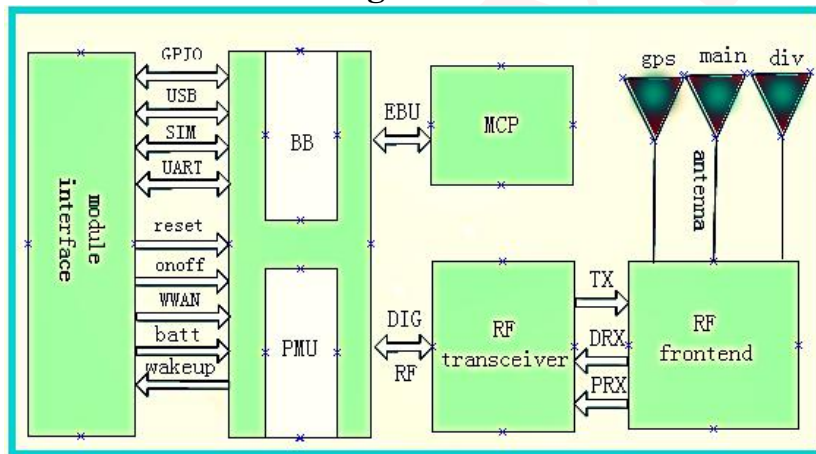 GPIO
USB
SIM
UART
reset
onoff
WWAN
batt
wakeup
module
interface
BB
PMU
EBU
MCP
DIG
RF
RF
transceiver
TX
DRX
PRX
RF
frontend
gps
main
div
antenna